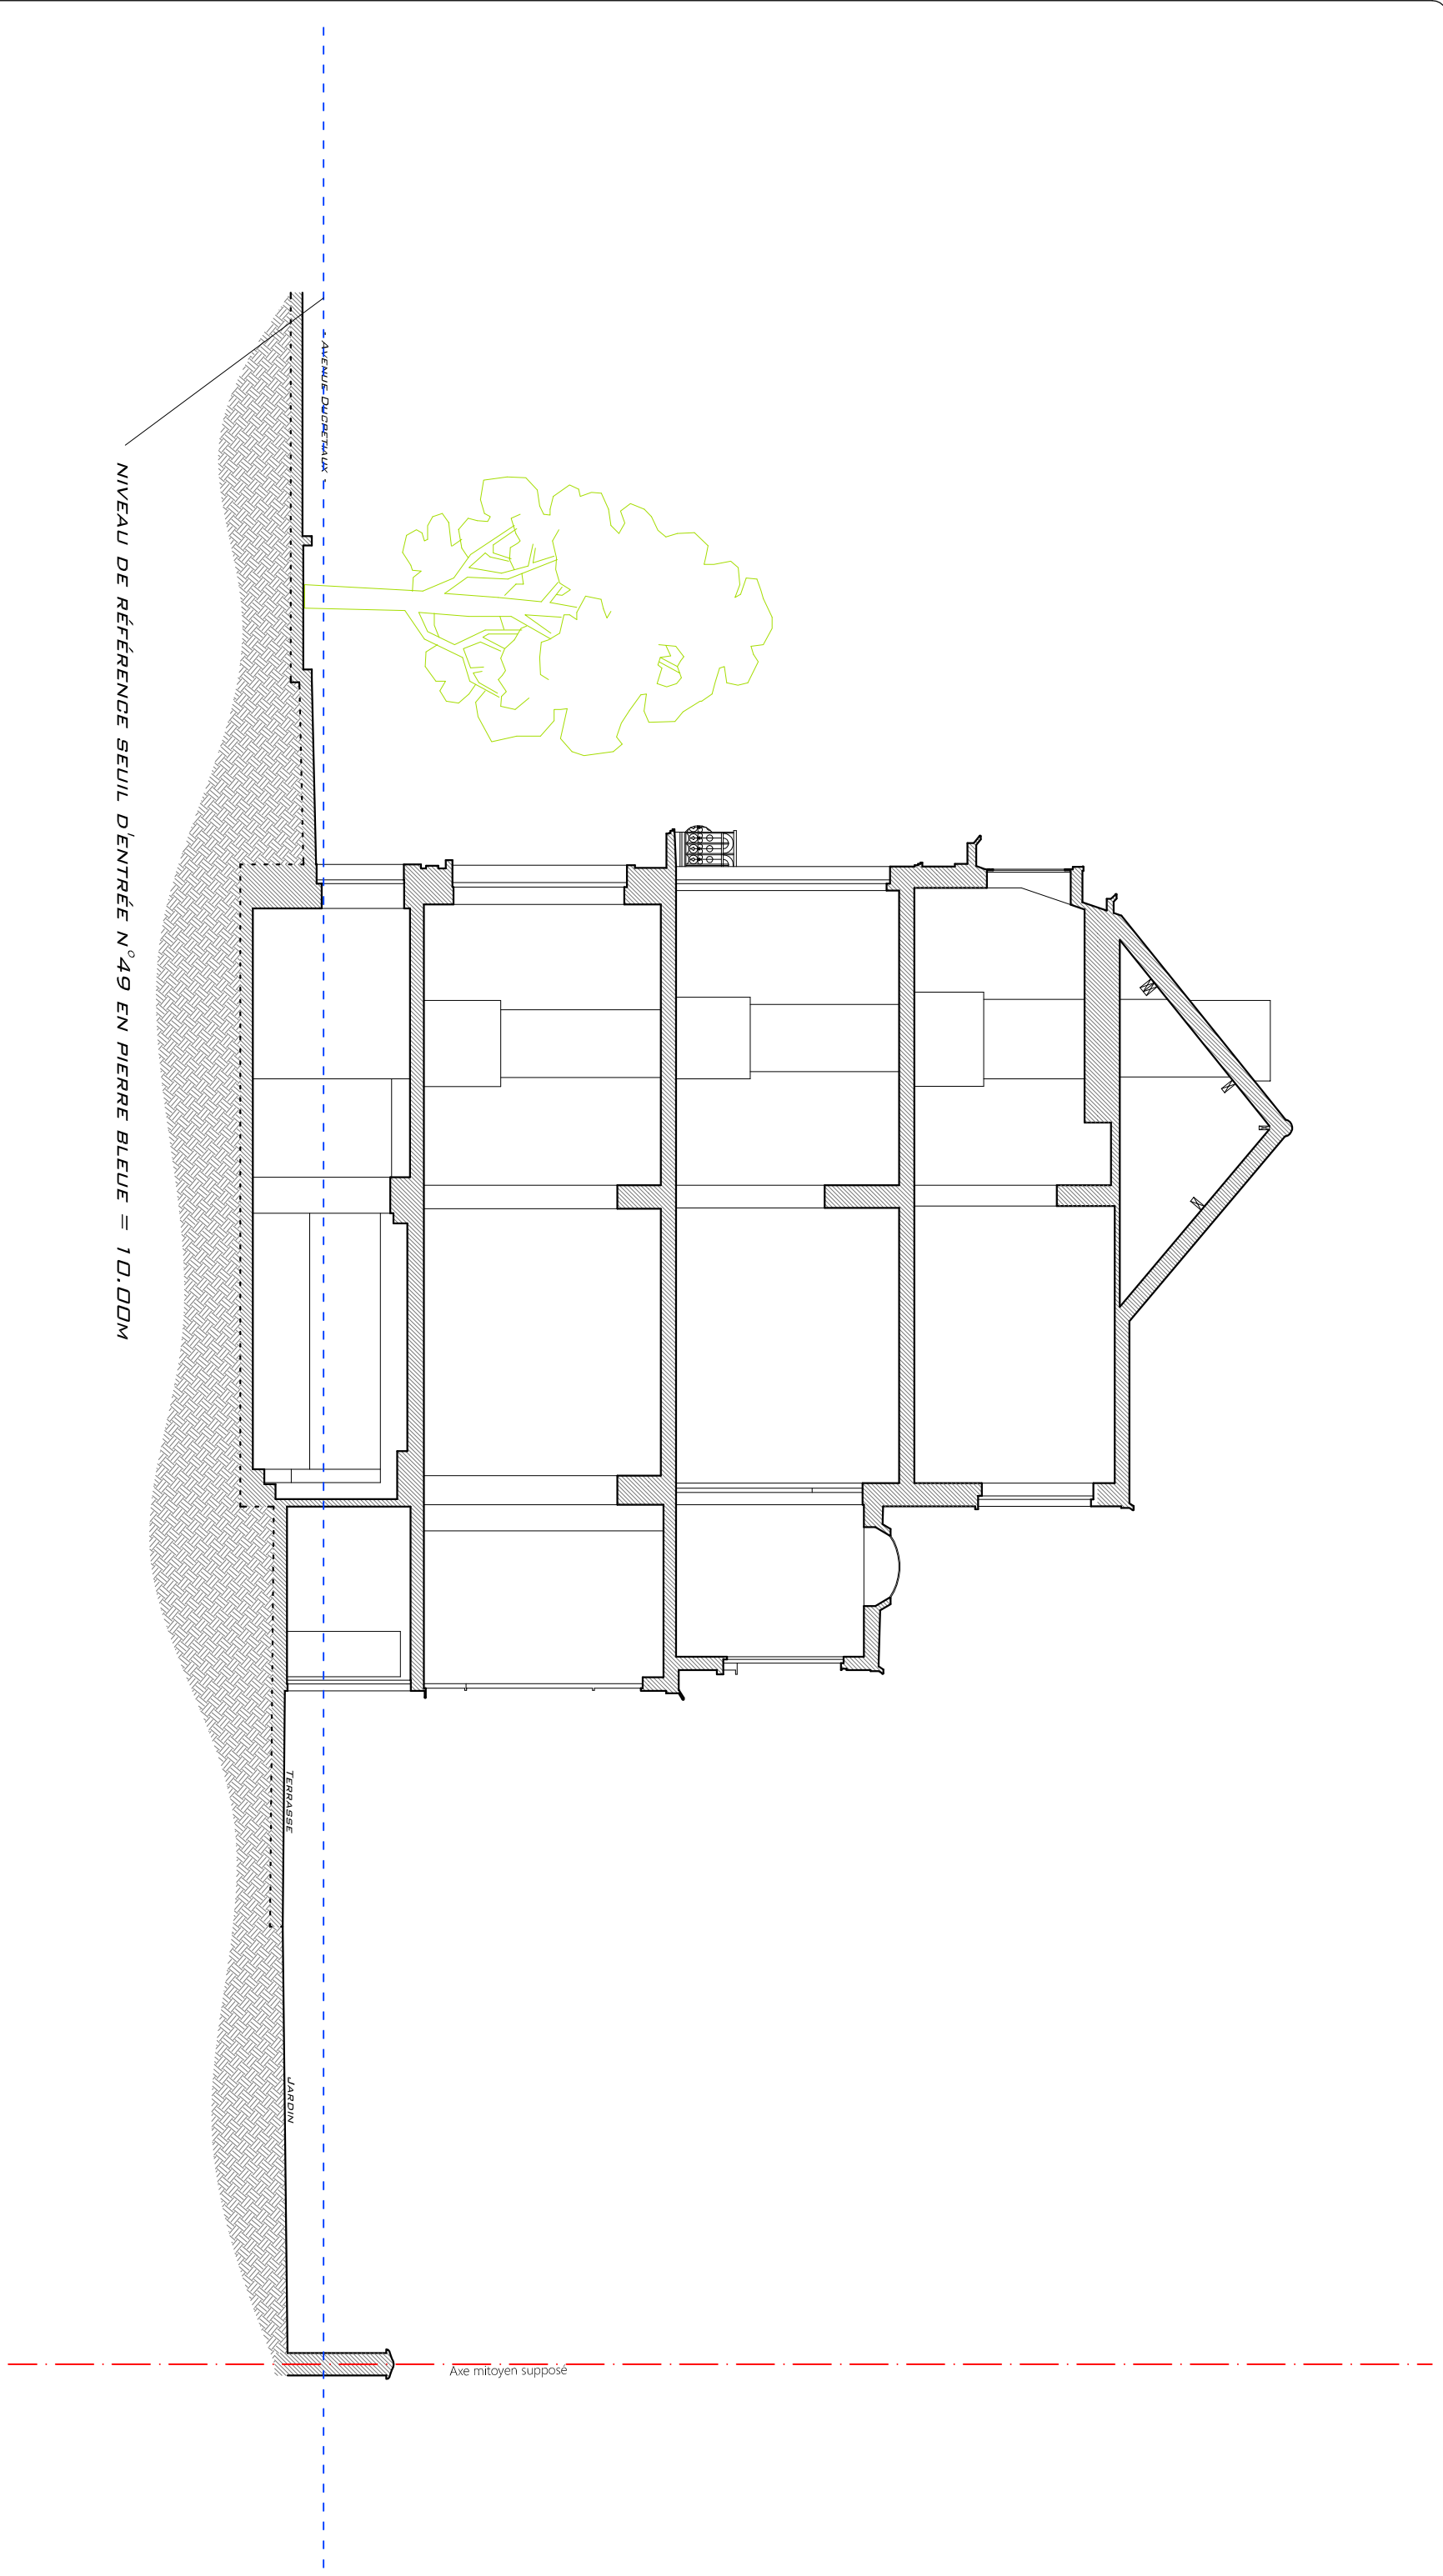 Avenue Ducpetiaux
NIVEAU DE RÉFÉRENCE SEUIL D'ENTRÉE N°49 EN PIERRE BLEUE = 10.00M
Terrasse
Jardin
Axe mitoyen supposé